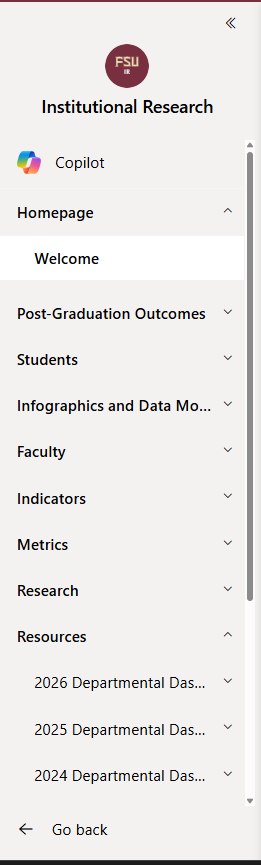 FSU
IR
Institutional Research
Copilot
Homepage
Welcome
Post-Graduation Outcomes
Students
Infographics and Data Mo...
Faculty
Indicators
Metrics
Research
Resources
2026 Departmental Das...
2025 Departmental Das...
2024 Departmental Das...
Go back